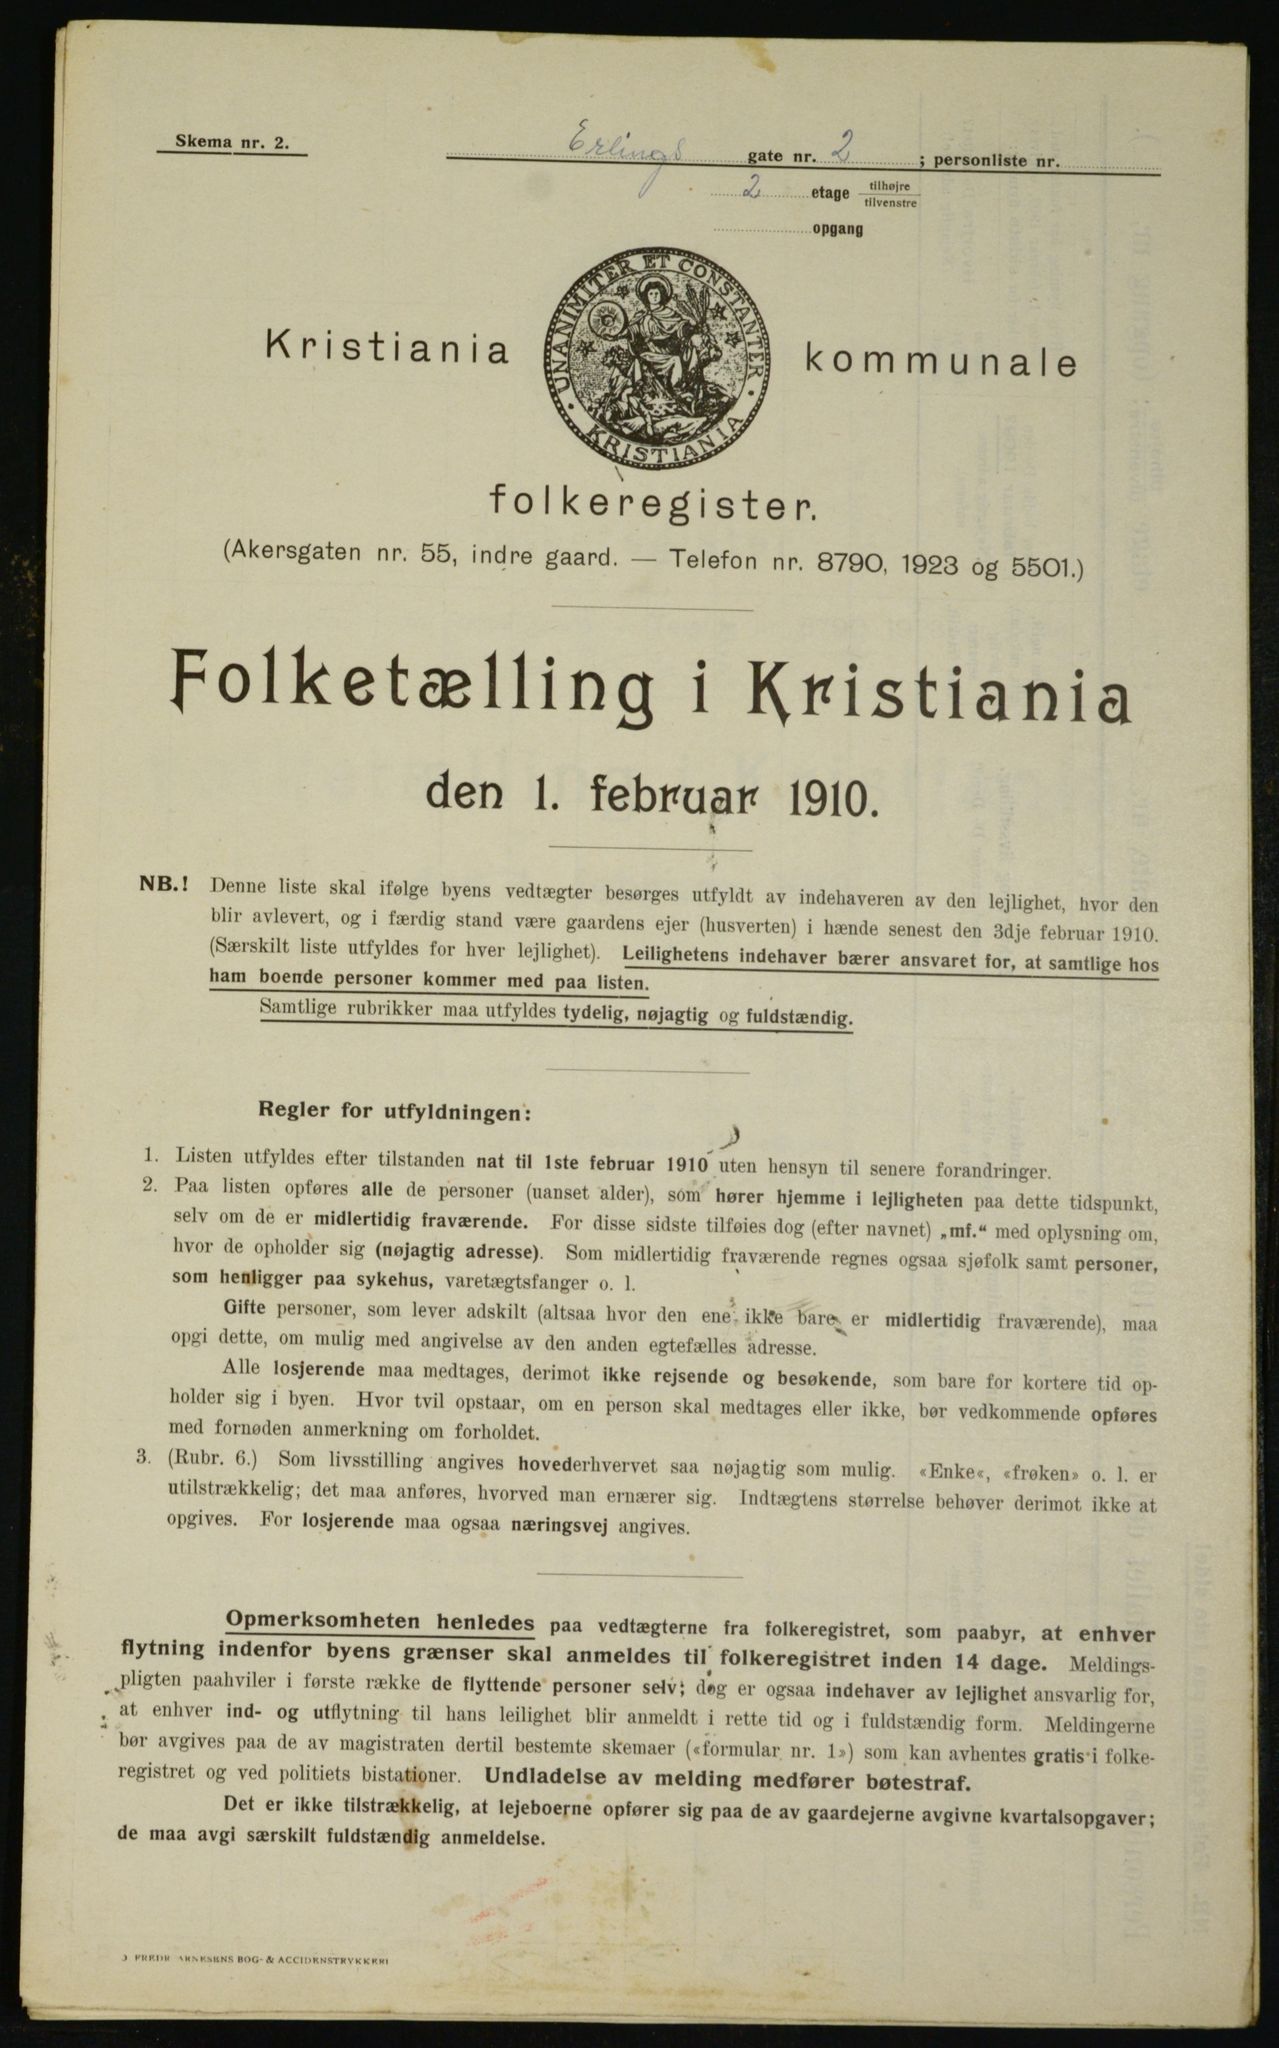 Skema nr. 2.
Erlings gate nr. 2 ; personliste nr.
2 etage tilhøjre
tilvenstre
opgang
UNANIMITER ET CONSTANTER
KRISTIANIA
Kristiania kommunale
folkeregister.
(Akersgaten nr. 55, indre gaard. — Telefon nr. 8790, 1923 og 5501.)
Folketælling i Kristiania
den 1. februar 1910.
NB.! Denne liste skal ifølge byens vedtægter besørges utfyldt av indehaveren av den lejlighet, hvor den
blir avlevert, og i færdig stand være gaardens ejer (husverten) i hænde senest den 3dje februar 1910.
(Særskilt liste utfyldes for hver lejlighet). Leilighetens indehaver bærer ansvaret for, at samtlige hos
ham boende personer kommer med paa listen.
Samtlige rubrikker maa utfyldes tydelig, nøjagtig og fuldstændig.
Regler for utfyldningen:
1. Listen utfyldes efter tilstanden nat til 1ste februar 1910 uten hensyn til senere forandringer.
2. Paa listen opføres alle de personer (uanset alder), som hører hjemme i lejligheten paa dette tidspunkt,
selv om de er midlertidig fraværende. For disse sidste tilføies dog (efter navnet) „mf.“ med oplysning om,
hvor de opholder sig (nøjagtig adresse). Som midlertidig fraværende regnes ogsaa sjøfolk samt personer,
som henligger paa sykehus, varetægtsfanger o. l.
Gifte personer, som lever adskilt (altsaa hvor den ene ikke bare er midlertidig fraværende), maa
opgi dette, om mulig med angivelse av den anden egtefælles adresse.
Alle losjerende maa medtages, derimot ikke rejsende og besøkende, som bare for kortere tid op-
holder sig i byen. Hvor tvil opstaar, om en person skal medtages eller ikke, bør vedkommende opføres
med fornøden anmerkning om forholdet.
3. (Rubr. 6.) Som livsstilling angives hovederhvervet saa nøjagtig som mulig. «Enke«, «frøken» o. l. er
utilstrækkelig; det maa anføres, hvorved man ernærer sig. Indtægtens størrelse behøver derimot ikke at
opgives. For losjerende maa ogsaa næringsvej angives.
Opmerksomheten henledes paa vedtægterne fra folkeregistret, som paabyr, at enhver
flytning indenfor byens grænser skal anmeldes til folkeregistret inden 14 dage. Meldings-
pligten paahviler i første række de flyttende personer selv; dog er ogsaa indehaver av lejlighet ansvarlig for,
at enhver ind- og utflytning til hans leilighet blir anmeldt i rette tid og i fuldstændig form. Meldingerne
bør avgives paa de av magistraten dertil bestemte skemaer («formular nr. 1») som kan avhentes gratis i folke-
registret og ved politiets bistationer. Undladelse av melding medfører bøtestraf.
Det er ikke tilstrækkelig, at lejeboerne opfører sig paa de av gaardejerne avgivne kvartalsopgaver;
de maa avgi særskilt fuldstændig anmeldelse.
J FREDR ARNESENS BOG- & ACCIDENSTRYKKERI